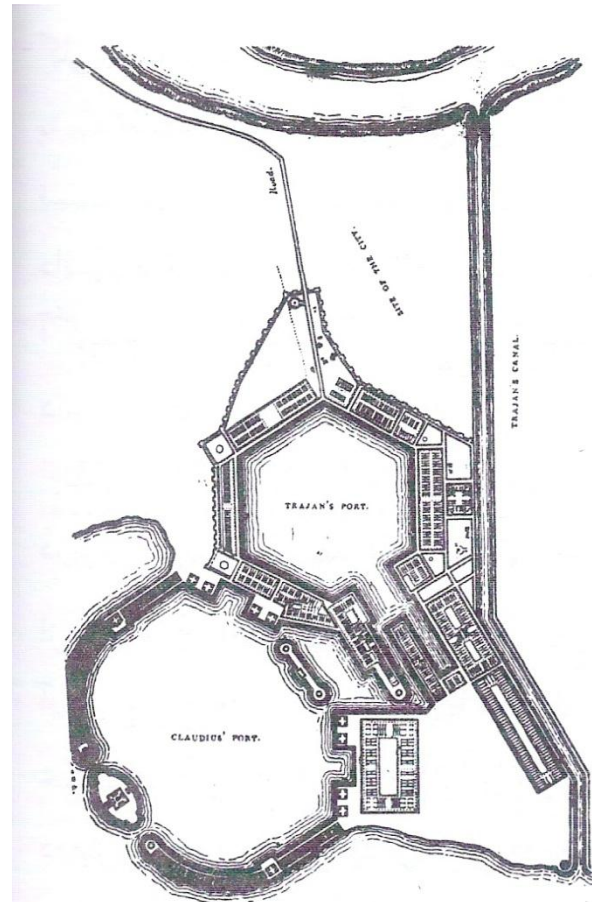 Road.
SITE OF THE CITY.
TRAJAN'S CANAL.
TRAJAN'S PORT.
CLAUDIUS' PORT.